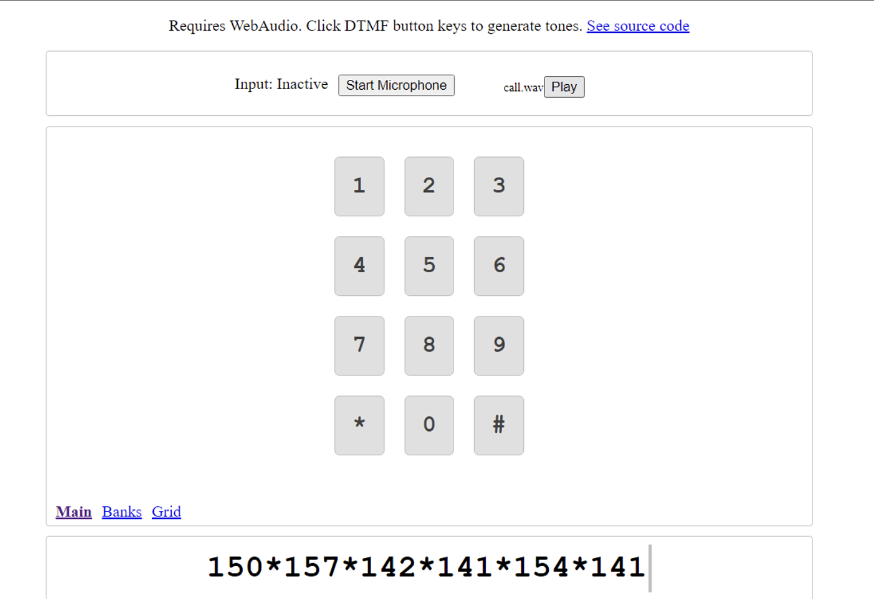 Requires WebAudio. Click DTMF button keys to generate tones. See source code
Input: Inactive Start Microphone call.wav Play
1 2 3
4 5 6
7 8 9
* 0 #
Main Banks Grid
150*157*142*141*154*141